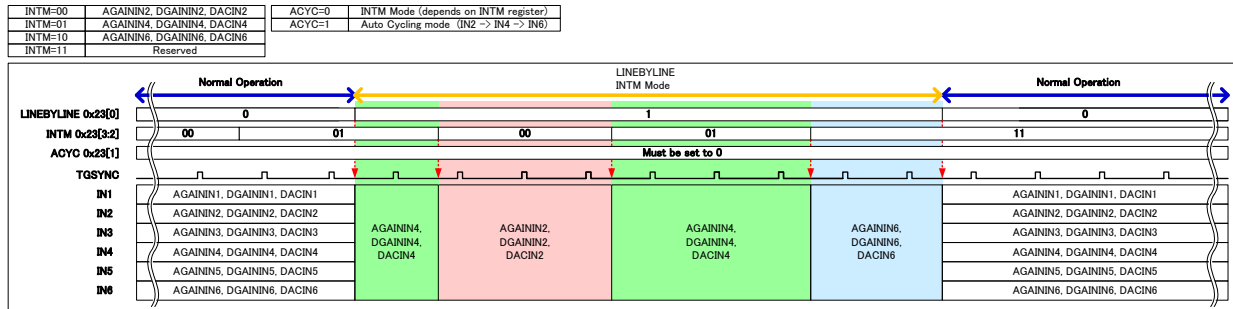 INTM=00 AGAININ2, DGAININ2, DACIN2 ACYC=0 INTM Mode (depends on INTM register)
INTM=01 AGAININ4, DGAININ4, DACIN4 ACYC=1 Auto Cycling mode (IN2 -> IN4 -> IN6)
INTM=10 AGAININ6, DGAININ6, DACIN6
INTM=11 Reserved
Normal Operation LINEBYLINE Normal Operation
INTM Mode
LINEBYLINE 0x23[0] 0 1 0
INTM 0x23[3:2] 00 01 00 01 11
ACYC 0x23[1] Must be set to 0
TGSYNC
IN1 AGAININ1, DGAININ1, DACIN1 AGAININ1, DGAININ1, DACIN1
IN2 AGAININ2, DGAININ2, DACIN2 AGAININ2, DGAININ2, DACIN2
IN3 AGAININ3, DGAININ3, DACIN3 AGAININ4, AGAININ2, AGAININ4, AGAININ6, AGAININ3, DGAININ3, DACIN3
DGAININ4, DGAININ2, DGAININ4, DGAININ6,
IN4 AGAININ4, DGAININ4, DACIN4 DACIN4 DACIN2 DACIN4 DACIN6 AGAININ4, DGAININ4, DACIN4
IN5 AGAININ5, DGAININ5, DACIN5 AGAININ5, DGAININ5, DACIN5
IN6 AGAININ6, DGAININ6, DACIN6 AGAININ6, DGAININ6, DACIN6